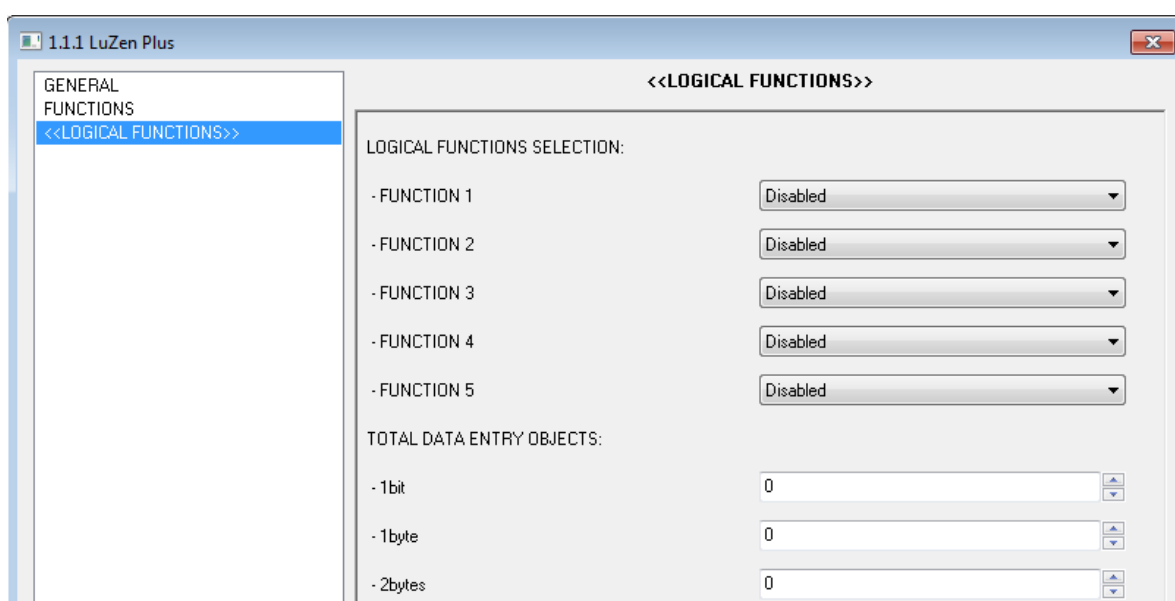 1.1.1 LuZen Plus
GENERAL
FUNCTIONS
<<LOGICAL FUNCTIONS>>
<<LOGICAL FUNCTIONS>>
LOGICAL FUNCTIONS SELECTION:
- FUNCTION 1 Disabled
- FUNCTION 2 Disabled
- FUNCTION 3 Disabled
- FUNCTION 4 Disabled
- FUNCTION 5 Disabled
TOTAL DATA ENTRY OBJECTS:
- 1bit 0
- 1byte 0
- 2bytes 0